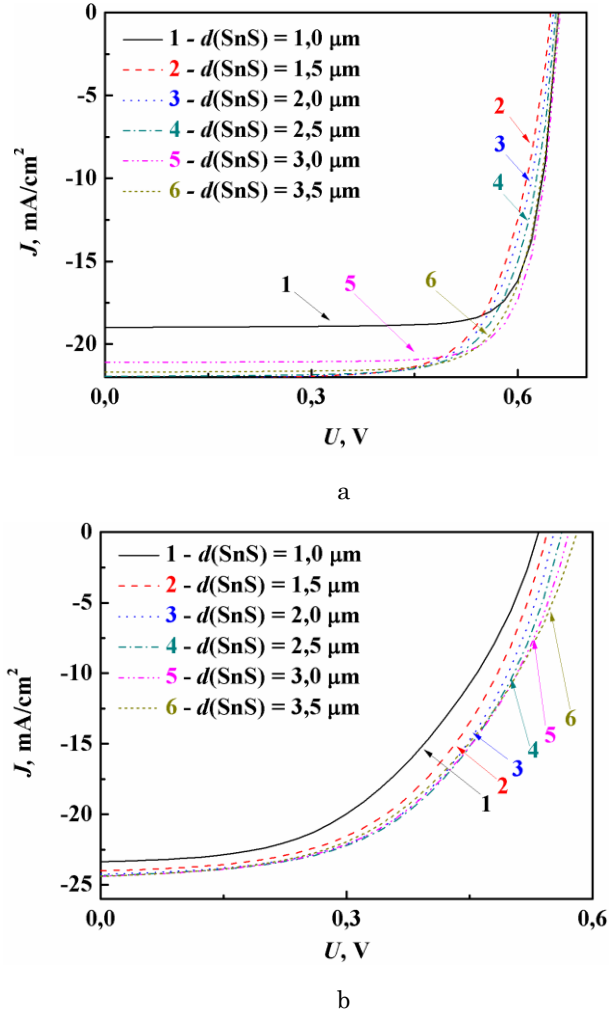 0
-5
-10
-15
-20
J, mA/cm²
1 - d(SnS) = 1,0 μm
2 - d(SnS) = 1,5 μm
3 - d(SnS) = 2,0 μm
4 - d(SnS) = 2,5 μm
5 - d(SnS) = 3,0 μm
6 - d(SnS) = 3,5 μm
2
3
4
1
5
6
0,0
0,3
0,6
U, V
a
0
-5
-10
-15
-20
-25
J, mA/cm²
1 - d(SnS) = 1,0 μm
2 - d(SnS) = 1,5 μm
3 - d(SnS) = 2,0 μm
4 - d(SnS) = 2,5 μm
5 - d(SnS) = 3,0 μm
6 - d(SnS) = 3,5 μm
6
5
4
3
2
1
0,0
0,3
0,6
U, V
b